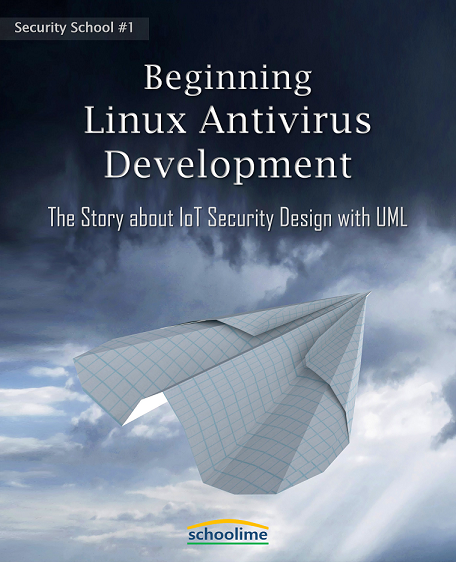 Security School #1
Beginning
Linux Antivirus
Development
The Story about IoT Security Design with UML
schoolime